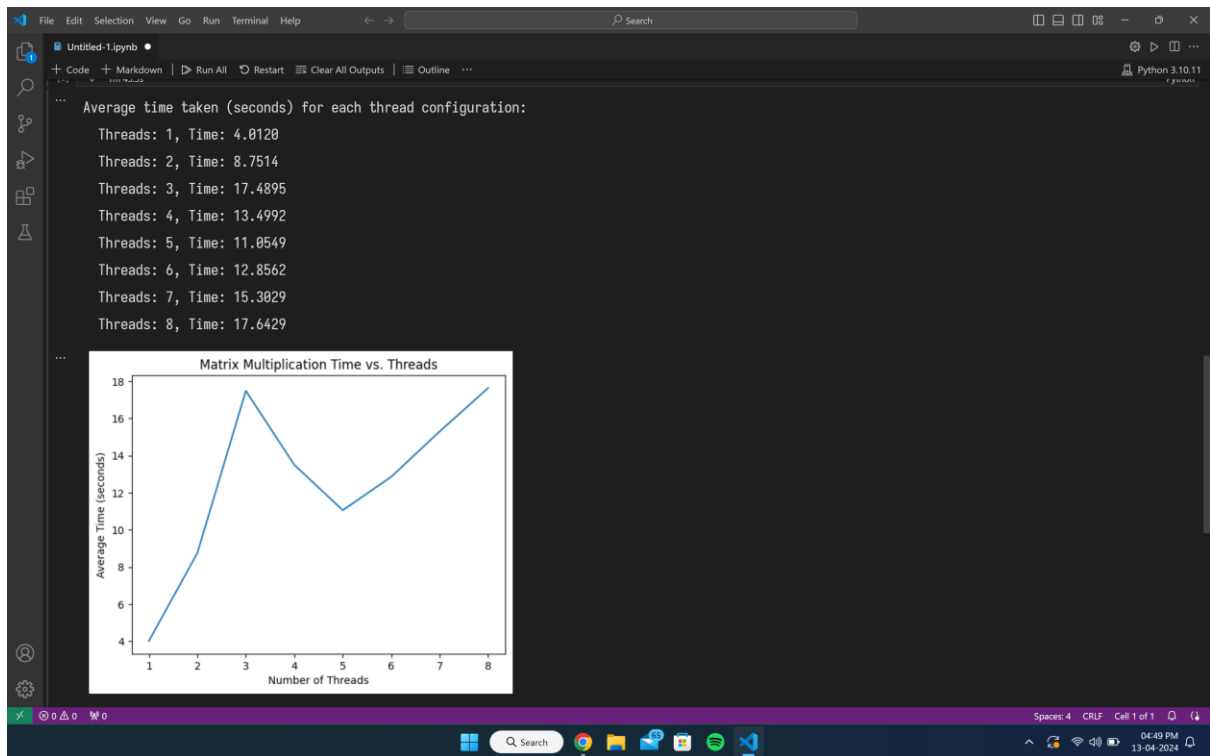 File Edit Selection View Go Run Terminal Help
Search
Untitled-1.ipynb
+ Code + Markdown Run All Restart Clear All Outputs Outline ...
Python 3.10.11
Python
Average time taken (seconds) for each thread configuration:
Threads: 1, Time: 4.0120
Threads: 2, Time: 8.7514
Threads: 3, Time: 17.4895
Threads: 4, Time: 13.4992
Threads: 5, Time: 11.0549
Threads: 6, Time: 12.8562
Threads: 7, Time: 15.3029
Threads: 8, Time: 17.6429
Matrix Multiplication Time vs. Threads
18
16
14
12
10
8
6
4
Average Time (seconds)
1 2 3 4 5 6 7 8
Number of Threads
0 0 0
Spaces: 4 CRLF Cell 1 of 1
Search
65
04:49 PM
13-04-2024
1